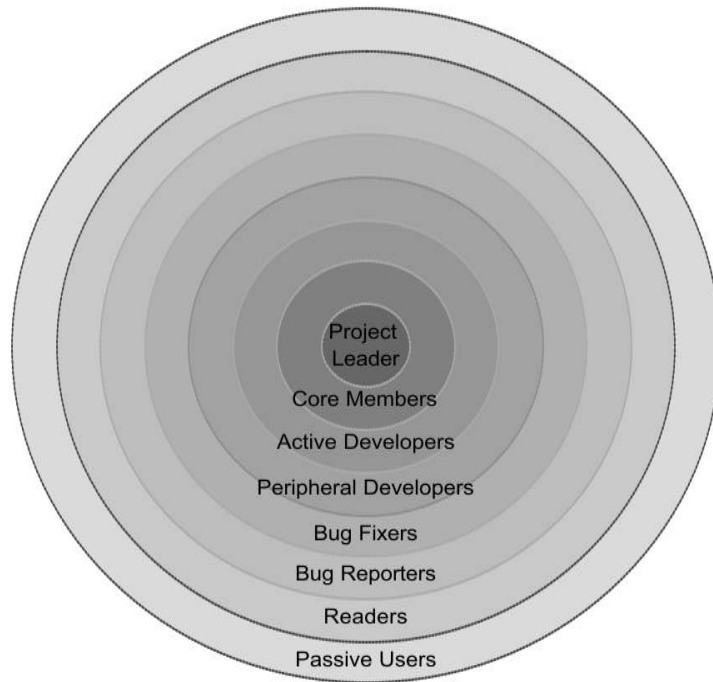 Project
Leader
Core Members
Active Developers
Peripheral Developers
Bug Fixers
Bug Reporters
Readers
Passive Users